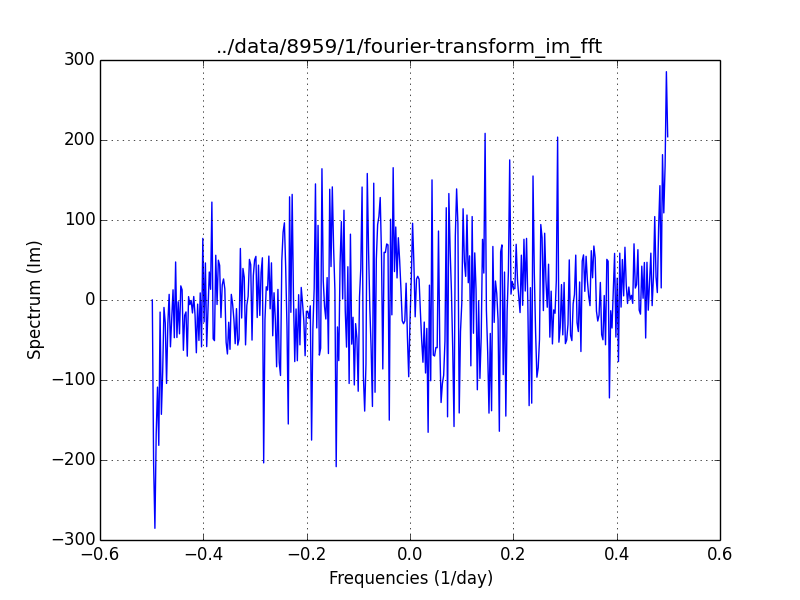 ../data/8959/1/fourier-transform_im_fft
300
200
100
0
−100
−200
−300
Spectrum (Im)
−0.6 −0.4 −0.2 0.0 0.2 0.4 0.6
Frequencies (1/day)